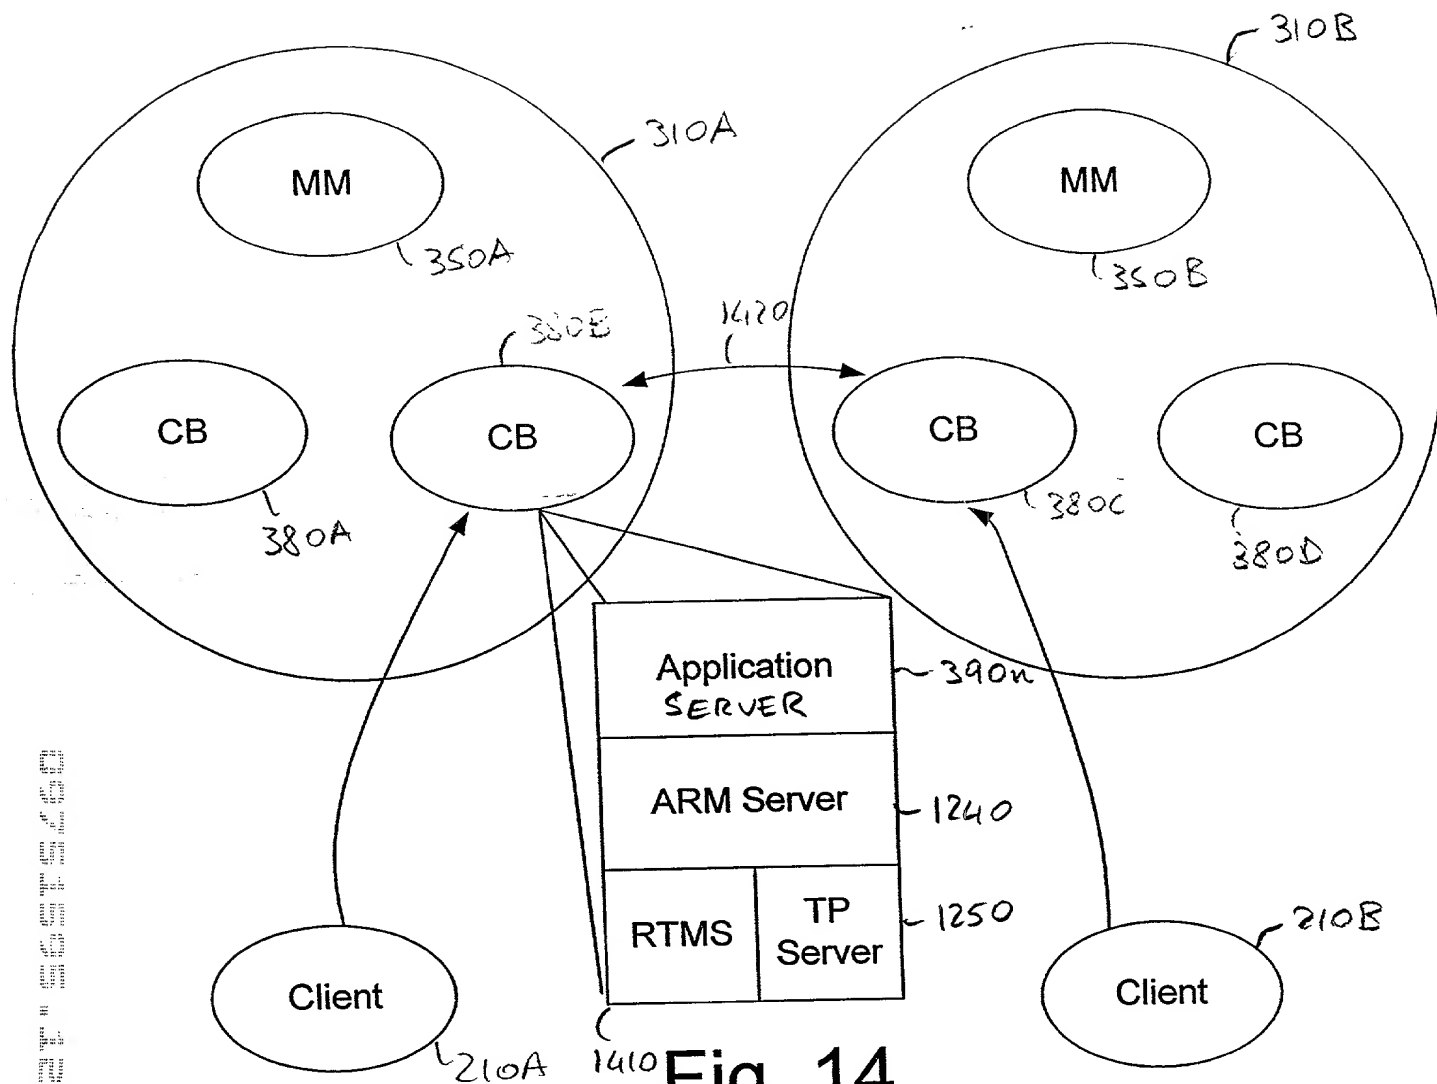 310B
310A
MM
MM
350A
350B
380B
1420
CB
CB
CB
CB
380A
380C
380D
Application
SERVER
390n
ARM Server
1240
RTMS
TP
Server
1250
210B
Client
Client
210A
1410
Fig. 14